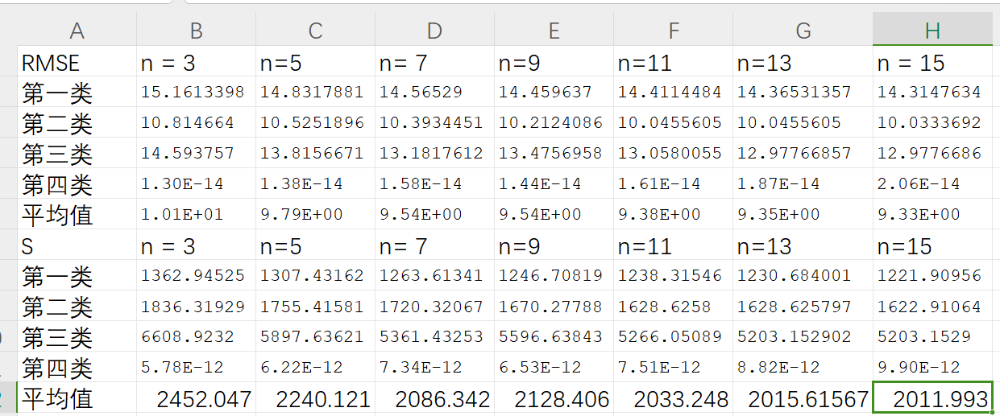 A B C D E F G H
RMSE n = 3 n=5 n= 7 n=9 n=11 n=13 n = 15
第一类 15.1613398 14.8317881 14.56529 14.459637 14.4114484 14.36531357 14.3147634
第二类 10.814664 10.5251896 10.3934451 10.2124086 10.0455605 10.0455605 10.0333692
第三类 14.593757 13.8156671 13.1817612 13.4756958 13.0580055 12.97766857 12.9776686
第四类 1.30E-14 1.38E-14 1.58E-14 1.44E-14 1.61E-14 1.87E-14 2.06E-14
平均值 1.01E+01 9.79E+00 9.54E+00 9.54E+00 9.38E+00 9.35E+00 9.33E+00
S n = 3 n=5 n= 7 n=9 n=11 n=13 n=15
第一类 1362.94525 1307.43162 1263.61341 1246.70819 1238.31546 1230.684001 1221.90956
第二类 1836.31929 1755.41581 1720.32067 1670.27788 1628.6258 1628.625797 1622.91064
第三类 6608.9232 5897.63621 5361.43253 5596.63843 5266.05089 5203.152902 5203.1529
第四类 5.78E-12 6.22E-12 7.34E-12 6.53E-12 7.51E-12 8.82E-12 9.90E-12
平均值 2452.047 2240.121 2086.342 2128.406 2033.248 2015.61567 2011.993